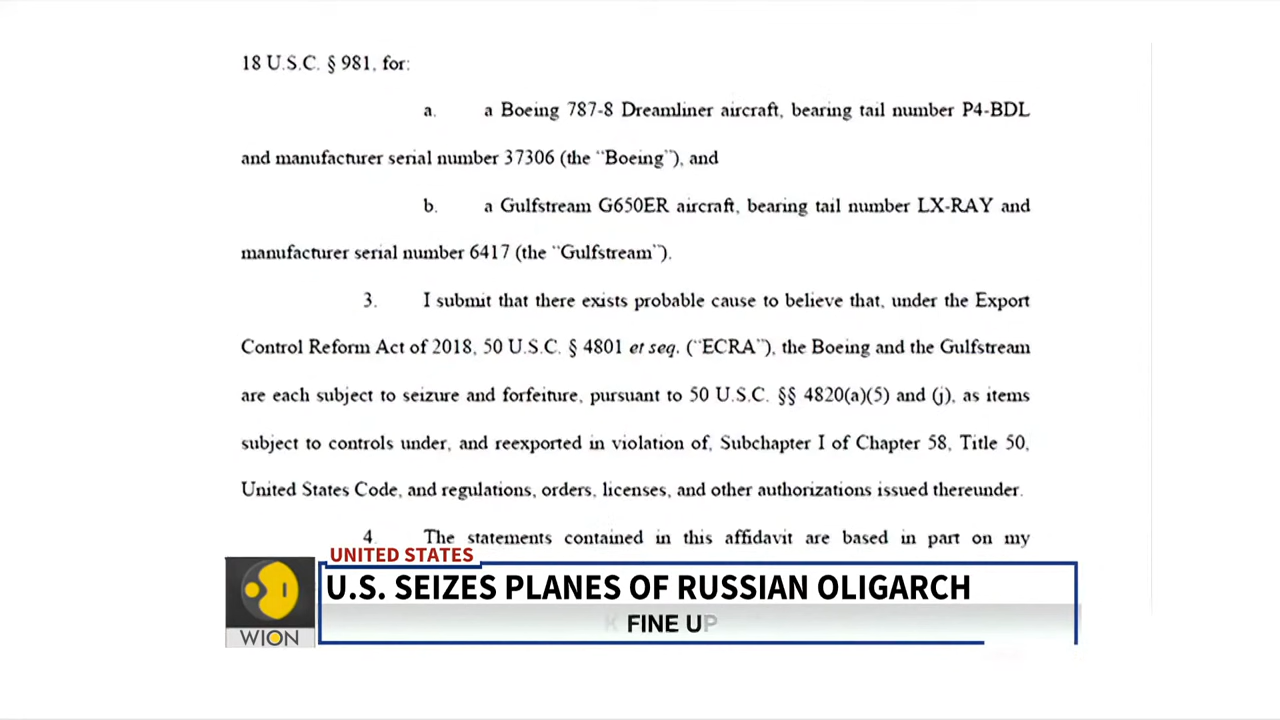 18 U.S.C. § 981, for:
a. a Boeing 787-8 Dreamliner aircraft, bearing tail number P4-BDL
and manufacturer serial number 37306 (the "Boeing"), and
b. a Gulfstream G650ER aircraft, bearing tail number LX-RAY and
manufacturer serial number 6417 (the "Gulfstream").
3. I submit that there exists probable cause to believe that, under the Export
Control Reform Act of 2018, 50 U.S.C. § 4801 et seq. ("ECRA"), the Boeing and the Gulfstream
are each subject to seizure and forfeiture, pursuant to 50 U.S.C. §§ 4820(a)(5) and (j), as items
subject to controls under, and reexported in violation of, Subchapter I of Chapter 58, Title 50,
United States Code, and regulations, orders, licenses, and other authorizations issued thereunder.
4. The statements contained in this affidavit are based in part on my
UNITED STATES
U.S. SEIZES PLANES OF RUSSIAN OLIGARCH
FINE UP
WION